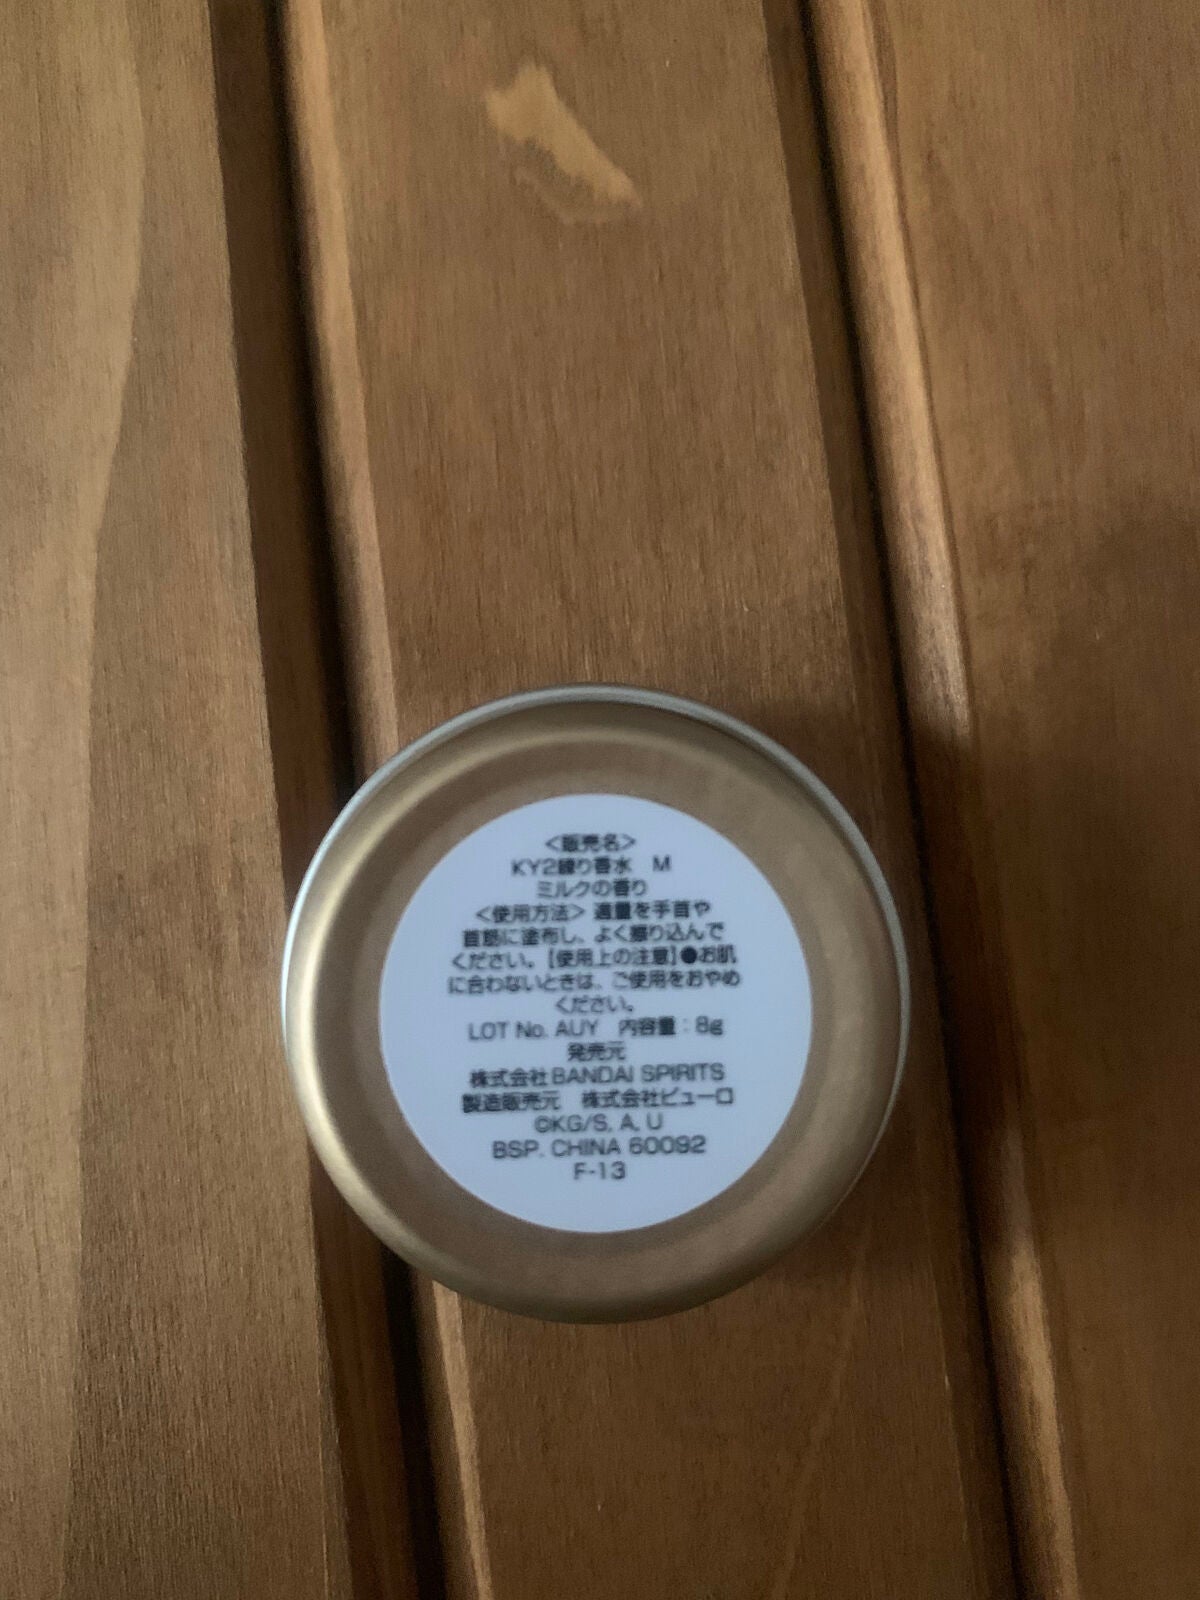 <販売名>
KY2練り香水 M
ミルクの香り
<使用方法> 適量を手首や
首筋に塗布し、よく擦り込んで
ください。【使用上の注意】●お肌
に合わないときは、ご使用をおやめ
ください。
LOT No. AUY 内容量：8g
発売元
株式会社BANDAI SPIRITS
製造販売元 株式会社ピューロ
©KG/S, A, U
BSP. CHINA 60092
F-13